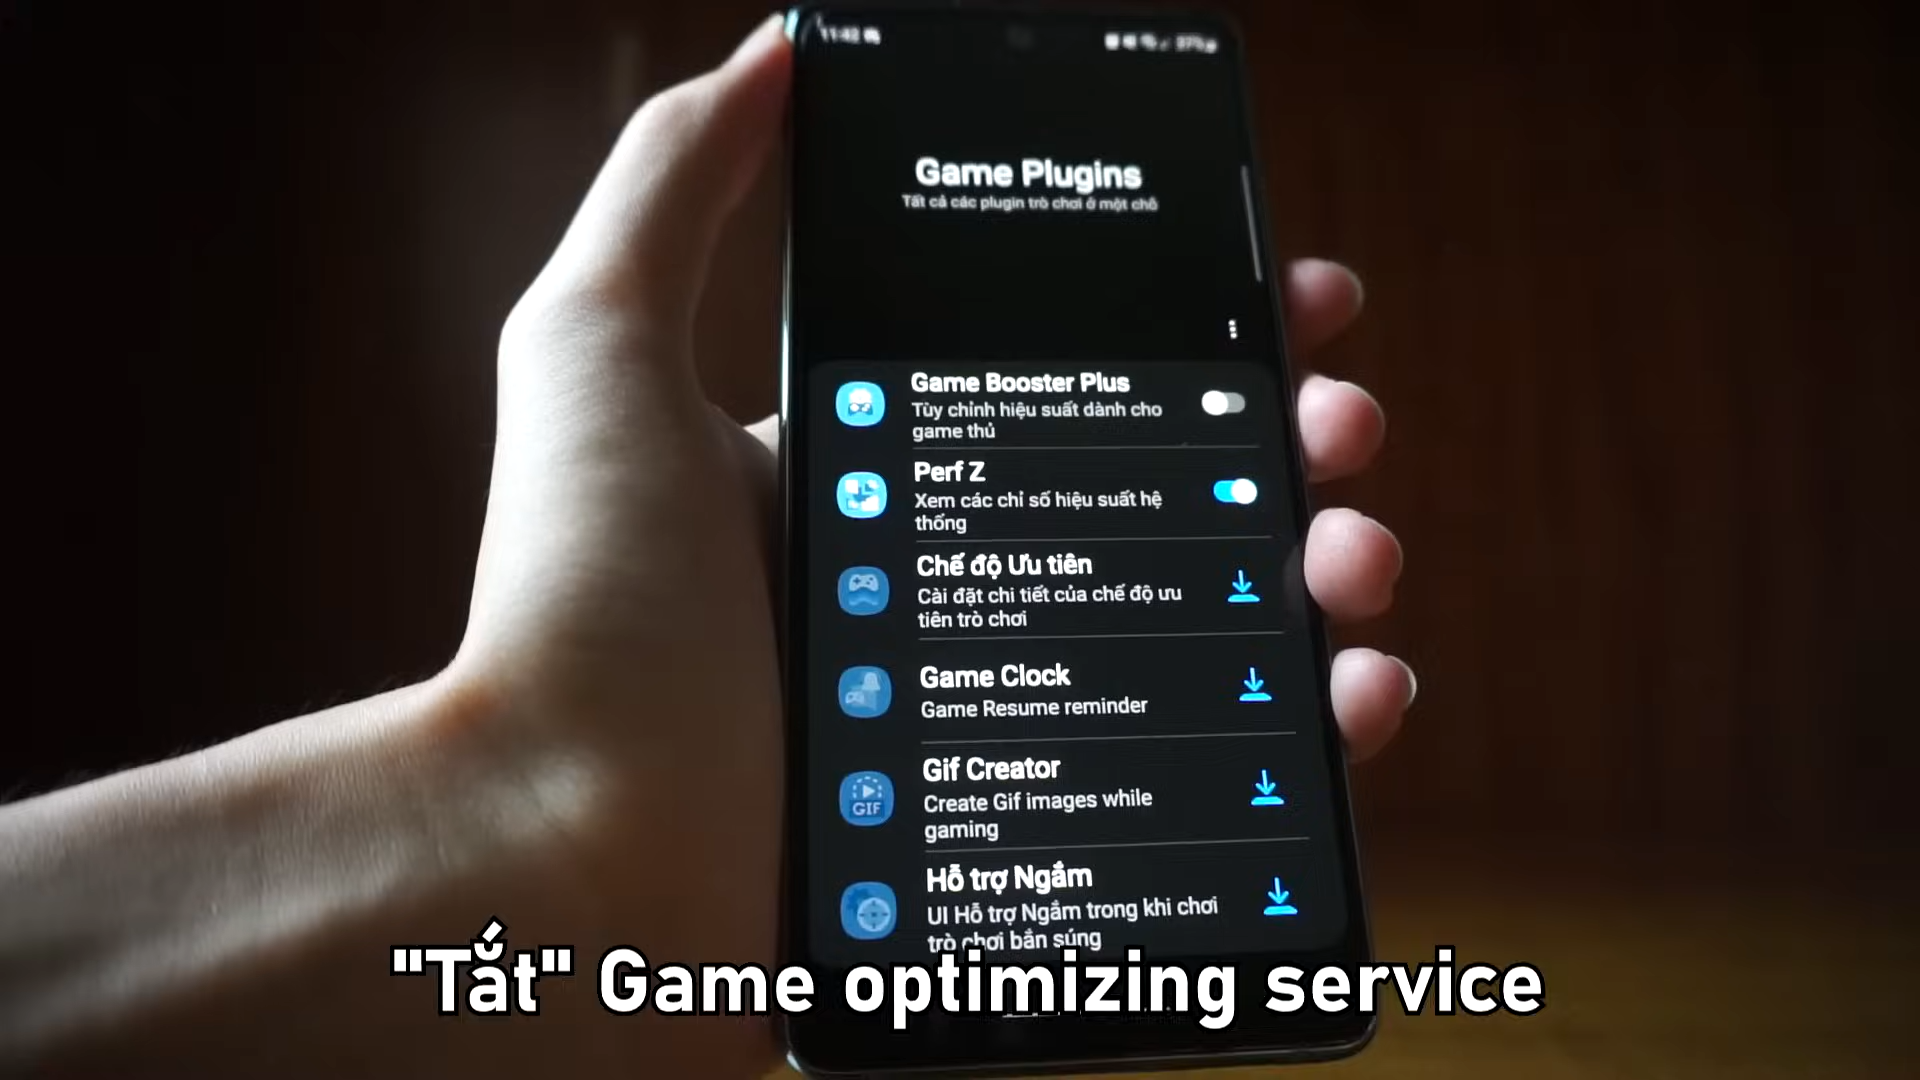 11:42
37%
Game Plugins
Tất cả các plugin trò chơi ở một chỗ
Game Booster Plus
Tùy chỉnh hiệu suất dành cho
game thủ
Perf Z
Xem các chỉ số hiệu suất hệ
thống
Chế độ Ưu tiên
Cài đặt chi tiết của chế độ ưu
tiên trò chơi
Game Clock
Game Resume reminder
Gif Creator
Create Gif images while
gaming
GIF
Hỗ trợ Ngắm
UI Hỗ trợ Ngắm trong khi chơi
trò chơi bắn súng
"Tắt" Game optimizing service